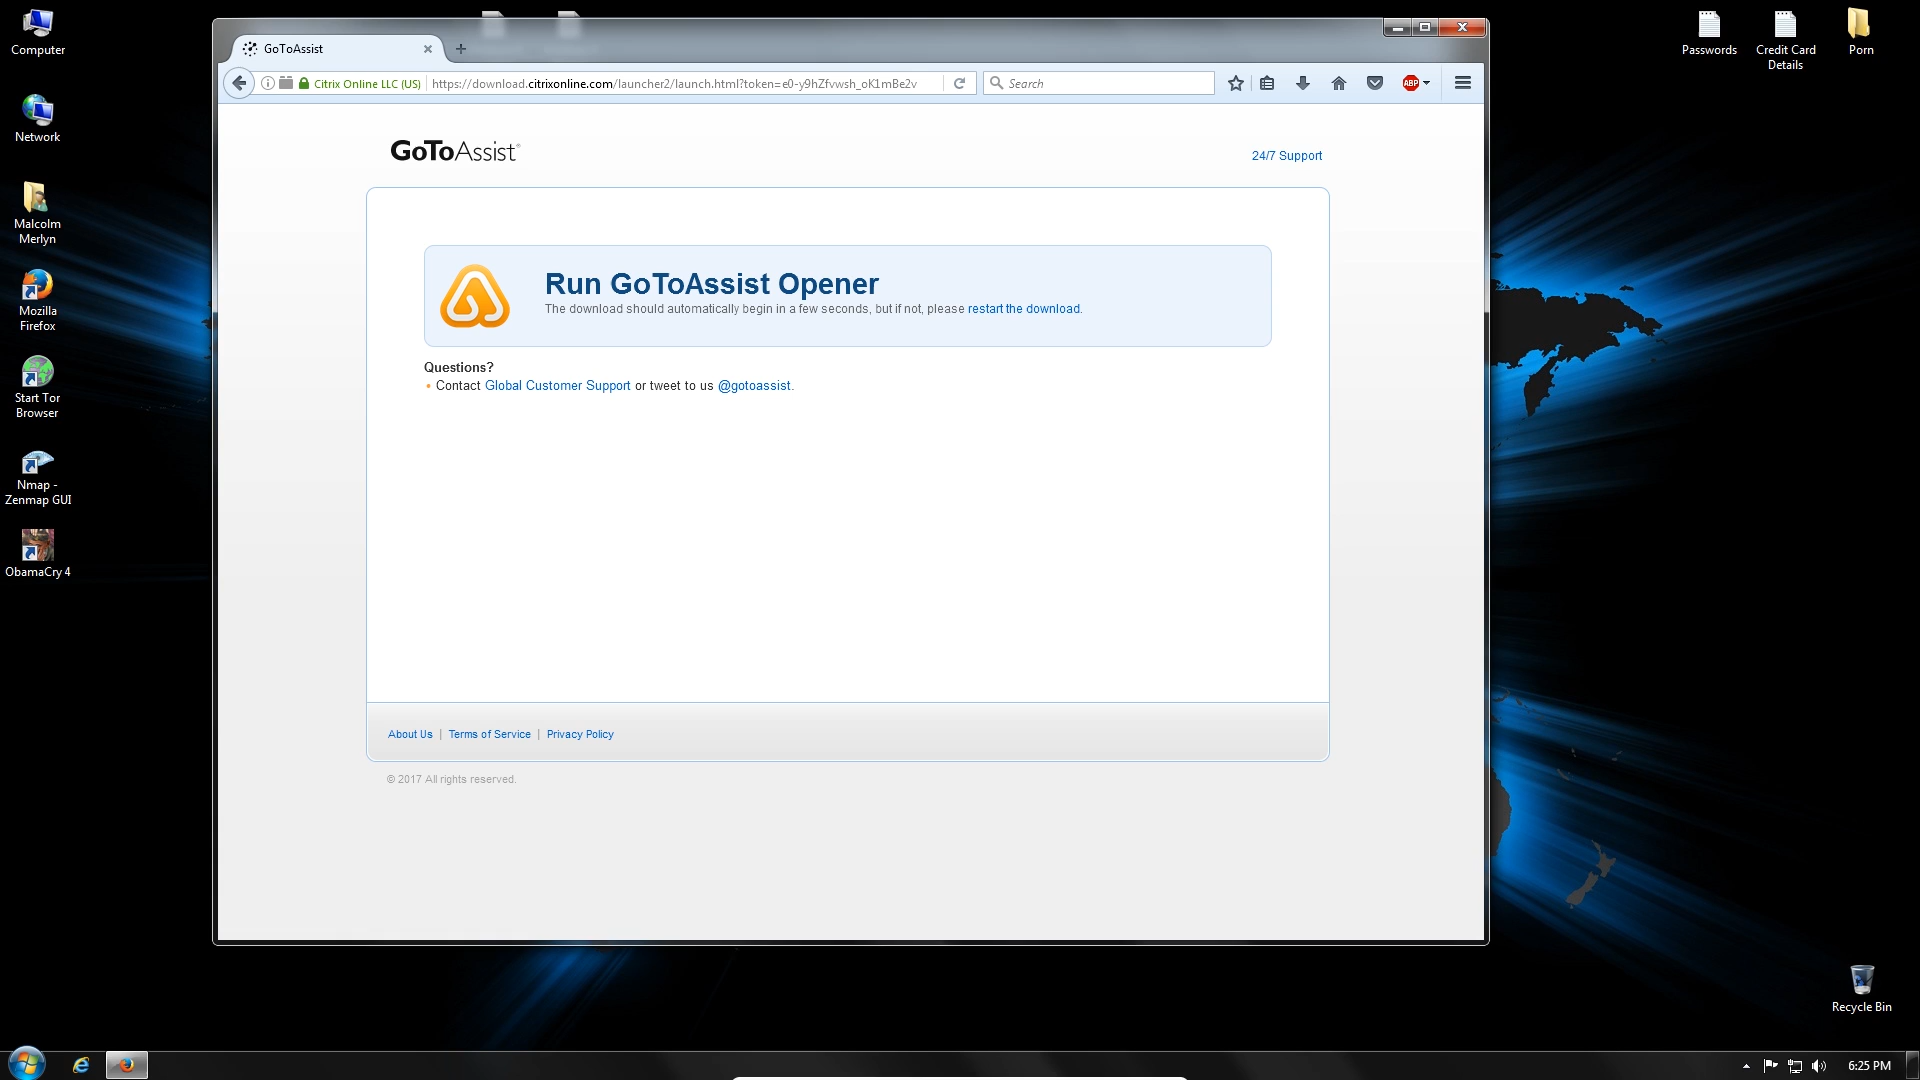 Computer
Network
Malcolm
Merlyn
Mozilla
Firefox
Start Tor
Browser
Nmap -
Zenmap GUI
ObamaCry 4
GoToAssist
Citrix Online LLC (US)
https://download.citrixonline.com/launcher2/launch.html?token=e0-y9hZfvwsh_oK1mBe2v
Search
ABP
GoToAssist®
24/7 Support
Run GoToAssist Opener
The download should automatically begin in a few seconds, but if not, please restart the download.
Questions?
• Contact Global Customer Support or tweet to us @gotoassist.
About Us | Terms of Service | Privacy Policy
© 2017 All rights reserved.
Passwords
Credit Card
Details
Porn
Recycle Bin
6:25 PM